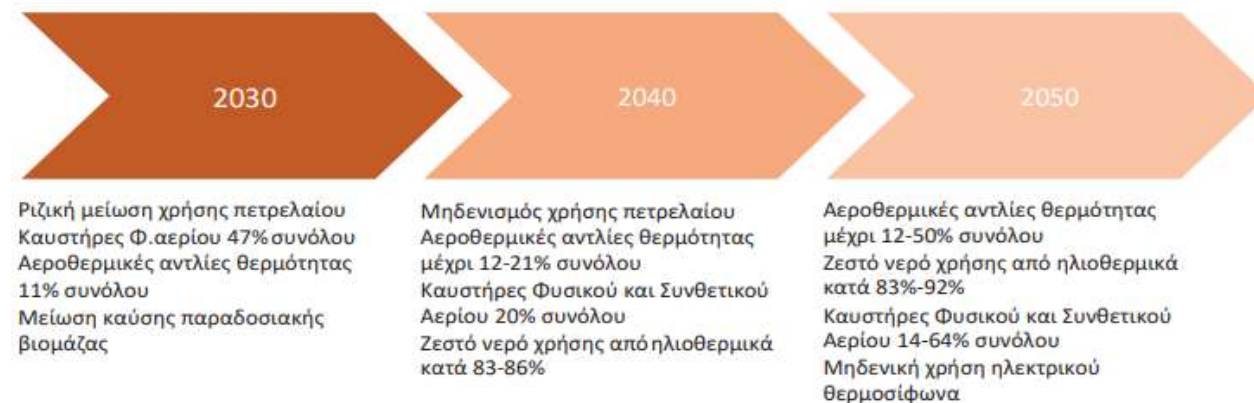 2030
Ριζική μείωση χρήσης πετρελαίου
Καυστήρες Φ.αερίου 47% συνόλου
Αεροθερμικές αντλίες θερμότητας
11% συνόλου
Μείωση καύσης παραδοσιακής
βιομάζας
2040
Μηδενισμός χρήσης πετρελαίου
Αεροθερμικές αντλίες θερμότητας
μέχρι 12-21% συνόλου
Καυστήρες Φυσικού και Συνθετικού
Αερίου 20% συνόλου
Ζεστό νερό χρήσης από ηλιοθερμικά
κατά 83-86%
2050
Αεροθερμικές αντλίες θερμότητας
μέχρι 12-50% συνόλου
Ζεστό νερό χρήσης από ηλιοθερμικά
κατά 83%-92%
Καυστήρες Φυσικού και Συνθετικού
Αερίου 14-64% συνόλου
Μηδενική χρήση ηλεκτρικού
θερμοσίφωνα